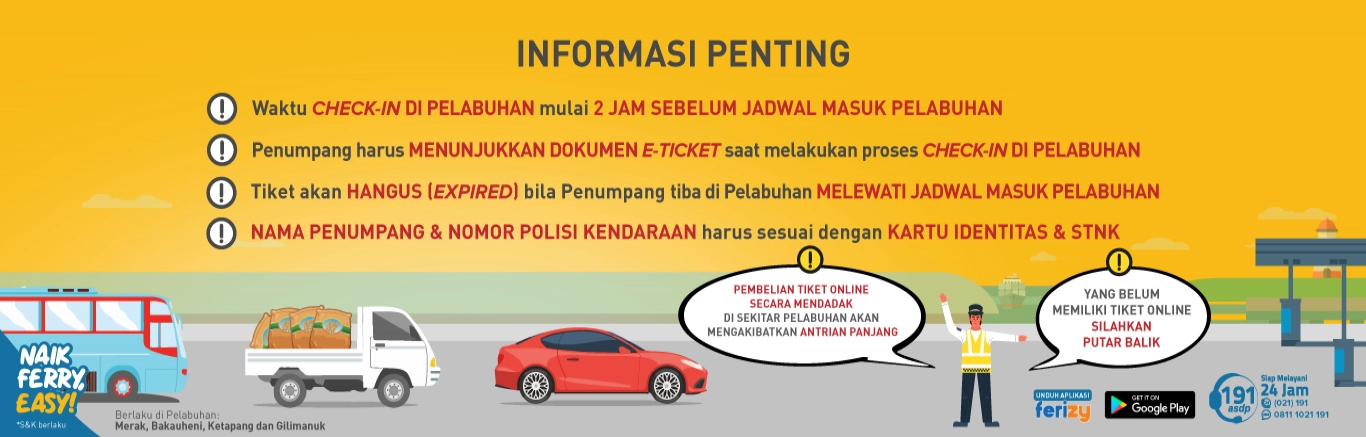 INFORMASI PENTING
Waktu CHECK-IN DI PELABUHAN mulai 2 JAM SEBELUM JADWAL MASUK PELABUHAN
Penumpang harus MENUNJUKKAN DOKUMEN E-TICKET saat melakukan proses CHECK-IN DI PELABUHAN
Tiket akan HANGUS (EXPIRED) bila Penumpang tiba di Pelabuhan MELEWATI JADWAL MASUK PELABUHAN
NAMA PENUMPANG & NOMOR POLISI KENDARAAN harus sesuai dengan KARTU IDENTITAS & STNK
PEMBELIAN TIKET ONLINE
SECARA MENDADAK
DI SEKITAR PELABUHAN AKAN
MENGAKIBATKAN ANTRIAN PANJANG
YANG BELUM
MEMILIKI TIKET ONLINE
SILAHKAN
PUTAR BALIK
NAIK
FERRY,
EASY!
*S&K berlaku
Berlaku di Pelabuhan:
Merak, Bakauheni, Ketapang dan Gilimanuk
UNDUH APLIKASI
ferizy
GET IT ON
Google Play
191
asdp
Siap Melayani
24 Jam
(021) 191
0811 1021 191